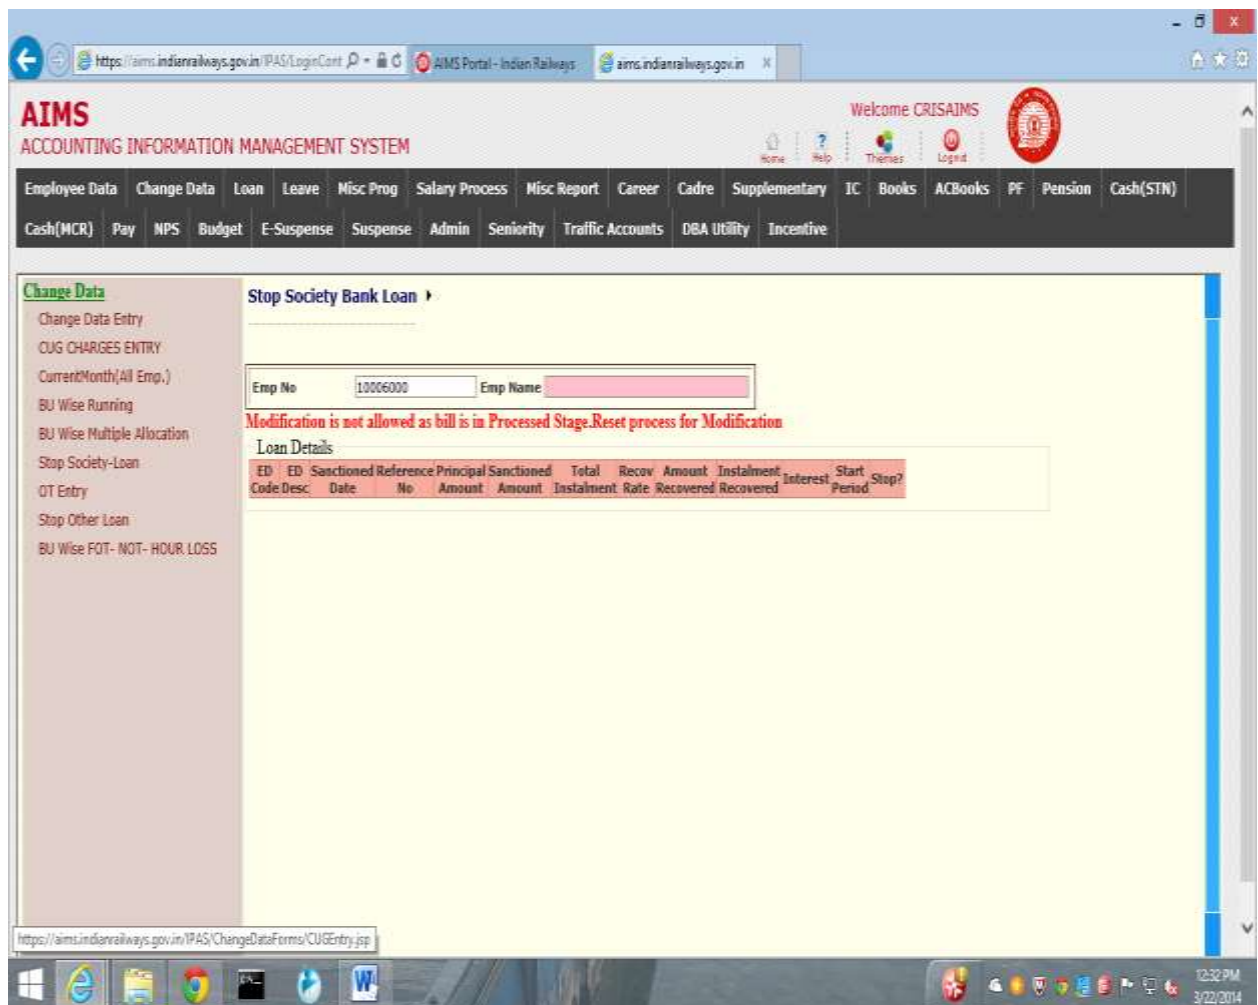 https://aims.indianrailways.gov.in/IPAS/LoginCont
AIMS Portal - Indian Railways
aims.indianrailways.gov.in
AIMS
ACCOUNTING INFORMATION MANAGEMENT SYSTEM
Welcome CRISAIMS
Home Help Themes Logout
Employee Data Change Data Loan Leave Misc Prog Salary Process Misc Report Career Cadre Supplementary IC Books ACBooks PF Pension Cash(STN)
Cash(MCR) Pay NPS Budget E-Suspense Suspense Admin Seniority Traffic Accounts DBA Utility Incentive
Change Data
Change Data Entry
CUG CHARGES ENTRY
CurrentMonth(All Emp.)
BU Wise Running
BU Wise Multiple Allocation
Stop Society-Loan
OT Entry
Stop Other Loan
BU Wise FOT- NOT- HOUR LOSS
Stop Society Bank Loan
Emp No 10006000 Emp Name
Modification is not allowed as bill is in Processed Stage.Reset process for Modification
Loan Details
ED ED Sanctioned Reference Principal Sanctioned Total Recov Amount Instalment Interest Start Stop?
Code Desc Date No Amount Amount Instalment Rate Recovered Recovered Period
https://aims.indianrailways.gov.in/IPAS/ChangeDataForms/CUGEntry.jsp
12:32 PM
3/22/2014